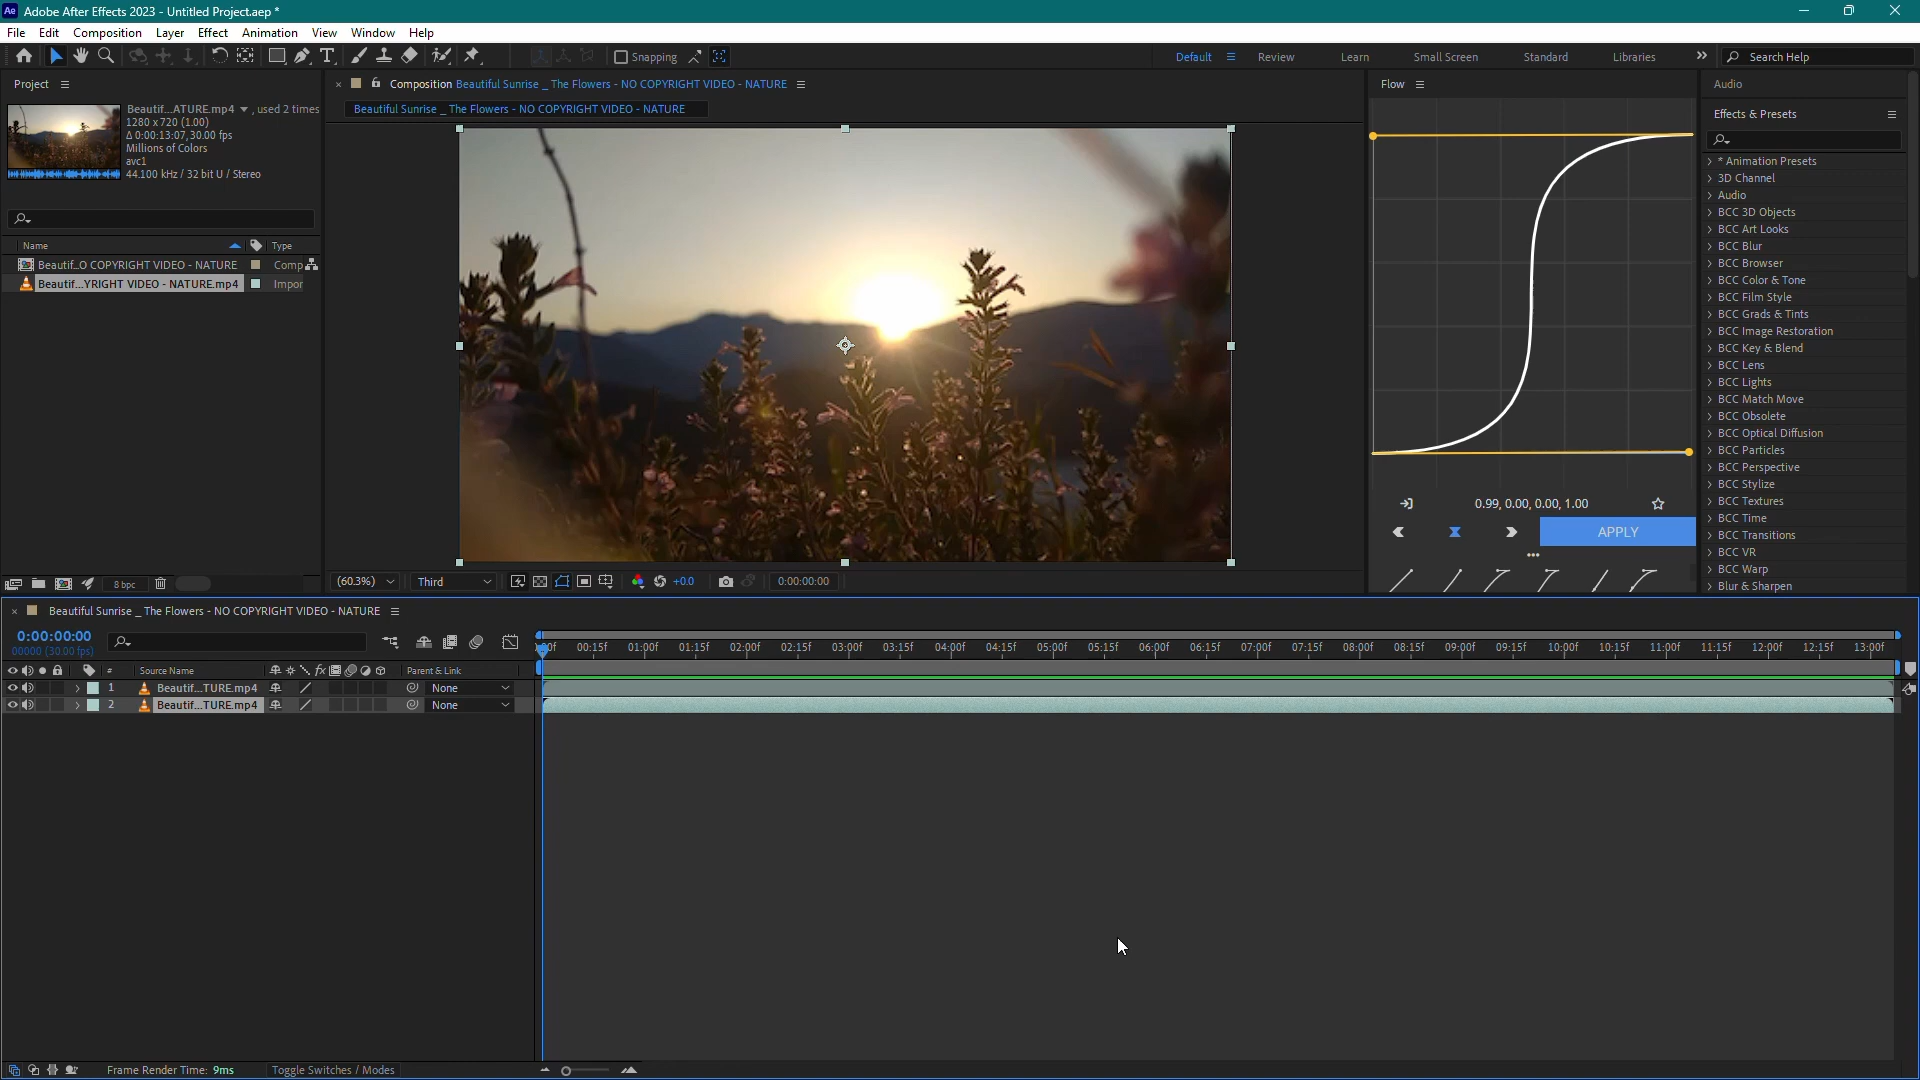 Ae Adobe After Effects 2023 - Untitled Project.aep *
File Edit Composition Layer Effect Animation View Window Help
Snapping
Default Review Learn Small Screen Standard Libraries Search Help
Project
Beautif...ATURE.mp4 , used 2 times
1280 x 720 (1.00)
Δ 0:00:13:07, 30.00 fps
Millions of Colors
avc1
44.100 kHz / 32 bit U / Stereo
Name Type
Beautif...O COPYRIGHT VIDEO - NATURE Comp
Beautif...YRIGHT VIDEO - NATURE.mp4 Impor
8 bpc
Composition Beautiful Sunrise _ The Flowers - NO COPYRIGHT VIDEO - NATURE
Beautiful Sunrise _ The Flowers - NO COPYRIGHT VIDEO - NATURE
(60.3%) Third +0.0 0:00:00:00
Flow
0.99, 0.00, 0.00, 1.00
APPLY
Audio
Effects & Presets
* Animation Presets
3D Channel
Audio
BCC 3D Objects
BCC Art Looks
BCC Blur
BCC Browser
BCC Color & Tone
BCC Film Style
BCC Grads & Tints
BCC Image Restoration
BCC Key & Blend
BCC Lens
BCC Lights
BCC Match Move
BCC Obsolete
BCC Optical Diffusion
BCC Particles
BCC Perspective
BCC Stylize
BCC Textures
BCC Time
BCC Transitions
BCC VR
BCC Warp
Blur & Sharpen
Beautiful Sunrise _ The Flowers - NO COPYRIGHT VIDEO - NATURE
0:00:00:00
00000 (30.00 fps)
00:15f 01:00f 01:15f 02:00f 02:15f 03:00f 03:15f 04:00f 04:15f 05:00f 05:15f 06:00f 06:15f 07:00f 07:15f 08:00f 08:15f 09:00f 09:15f 10:00f 10:15f 11:00f 11:15f 12:00f 12:15f 13:00f
# Source Name fx Parent & Link
1 Beautif...TURE.mp4 None
2 Beautif...TURE.mp4 None
Frame Render Time: 9ms Toggle Switches / Modes